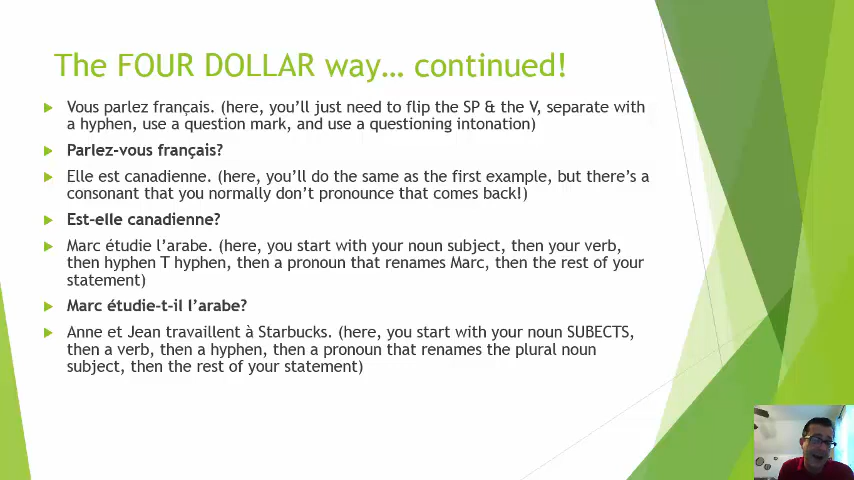 The FOUR DOLLAR way… continued!
Vous parlez français. (here, you’ll just need to flip the SP & the V, separate with
a hyphen, use a question mark, and use a questioning intonation)
Parlez-vous français?
Elle est canadienne. (here, you’ll do the same as the first example, but there’s a
consonant that you normally don’t pronounce that comes back!)
Est-elle canadienne?
Marc étudie l’arabe. (here, you start with your noun subject, then your verb,
then hyphen T hyphen, then a pronoun that renames Marc, then the rest of your
statement)
Marc étudie-t-il l’arabe?
Anne et Jean travaillent à Starbucks. (here, you start with your noun SUBECTS,
then a verb, then a hyphen, then a pronoun that renames the plural noun
subject, then the rest of your statement)